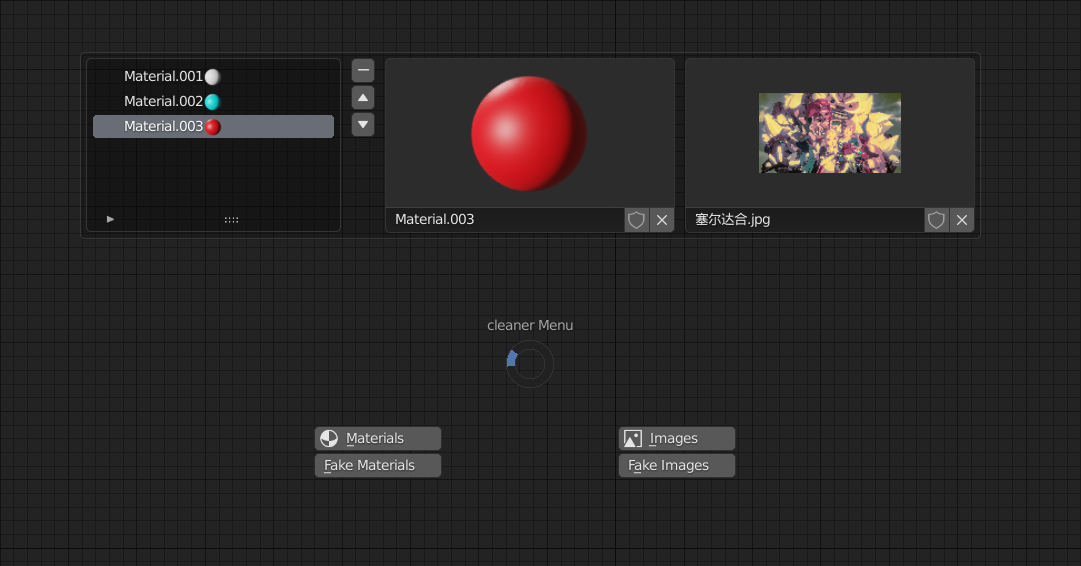 Material.001
Material.002
Material.003
Material.003
塞尔达合.jpg
cleaner Menu
Materials
Images
Fake Materials
Fake Images